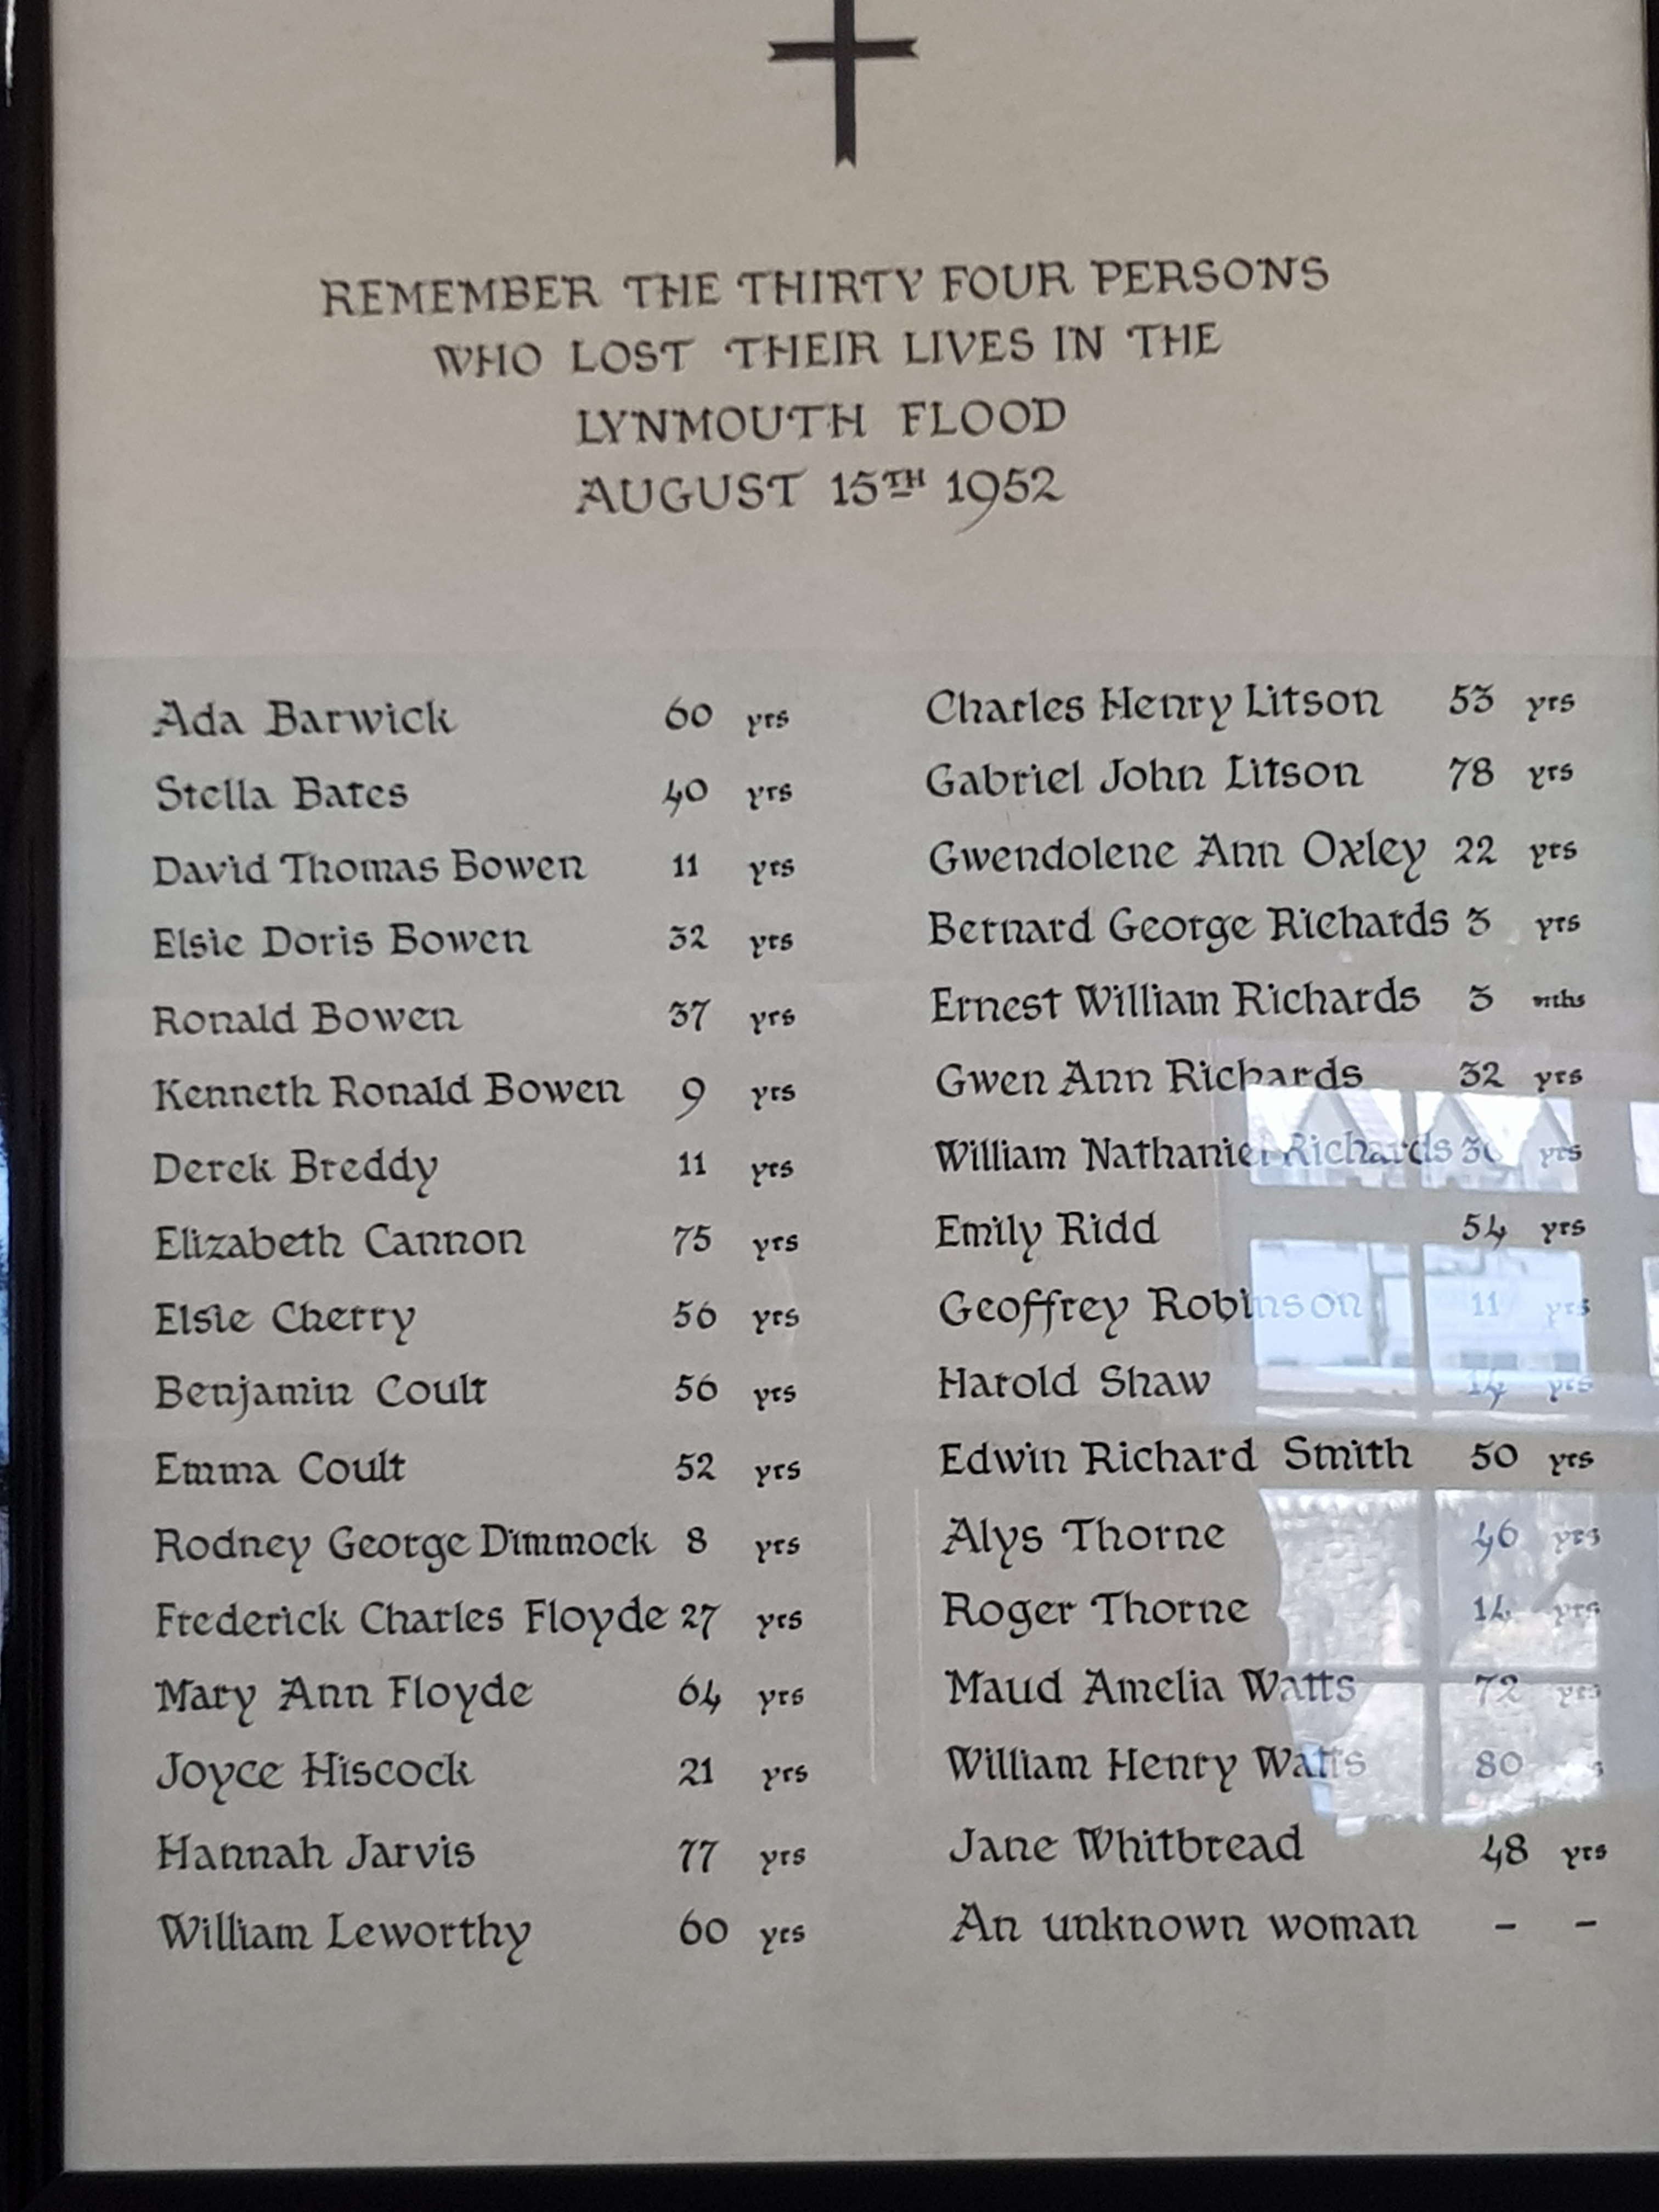 REMEMBER THE THIRTY FOUR PERSONS
WHO LOST THEIR LIVES IN THE
LYNMOUTH FLOOD
AUGUST 15TH 1952
Ada Barwick 60 yrs
Stella Bates 40 yrs
David Thomas Bowen 11 yrs
Elsie Doris Bowen 32 yrs
Ronald Bowen 37 yrs
Kenneth Ronald Bowen 9 yrs
Derek Breddy 11 yrs
Elizabeth Cannon 75 yrs
Elsie Cherry 56 yrs
Benjamin Coult 56 yrs
Emma Coult 52 yrs
Rodney George Dimmock 8 yrs
Frederick Charles Floyde 27 yrs
Mary Ann Floyde 64 yrs
Joyce Hiscock 21 yrs
Hannah Jarvis 77 yrs
William Leworthy 60 yrs
Charles Henry Litson 53 yrs
Gabriel John Litson 78 yrs
Gwendolene Ann Oxley 22 yrs
Bernard George Richards 3 yrs
Ernest William Richards 3 mths
Gwen Ann Richards 32 yrs
William Nathaniel Richards yrs
Emily Ridd 54 yrs
Geoffrey Robinson 11 yrs
Harold Shaw 14 yrs
Edwin Richard Smith 50 yrs
Alys Thorne 46 yrs
Roger Thorne 14 yrs
Maud Amelia Watts 72 yrs
William Henry Watts 80
Jane Whitbread 48 yrs
An unknown woman - -